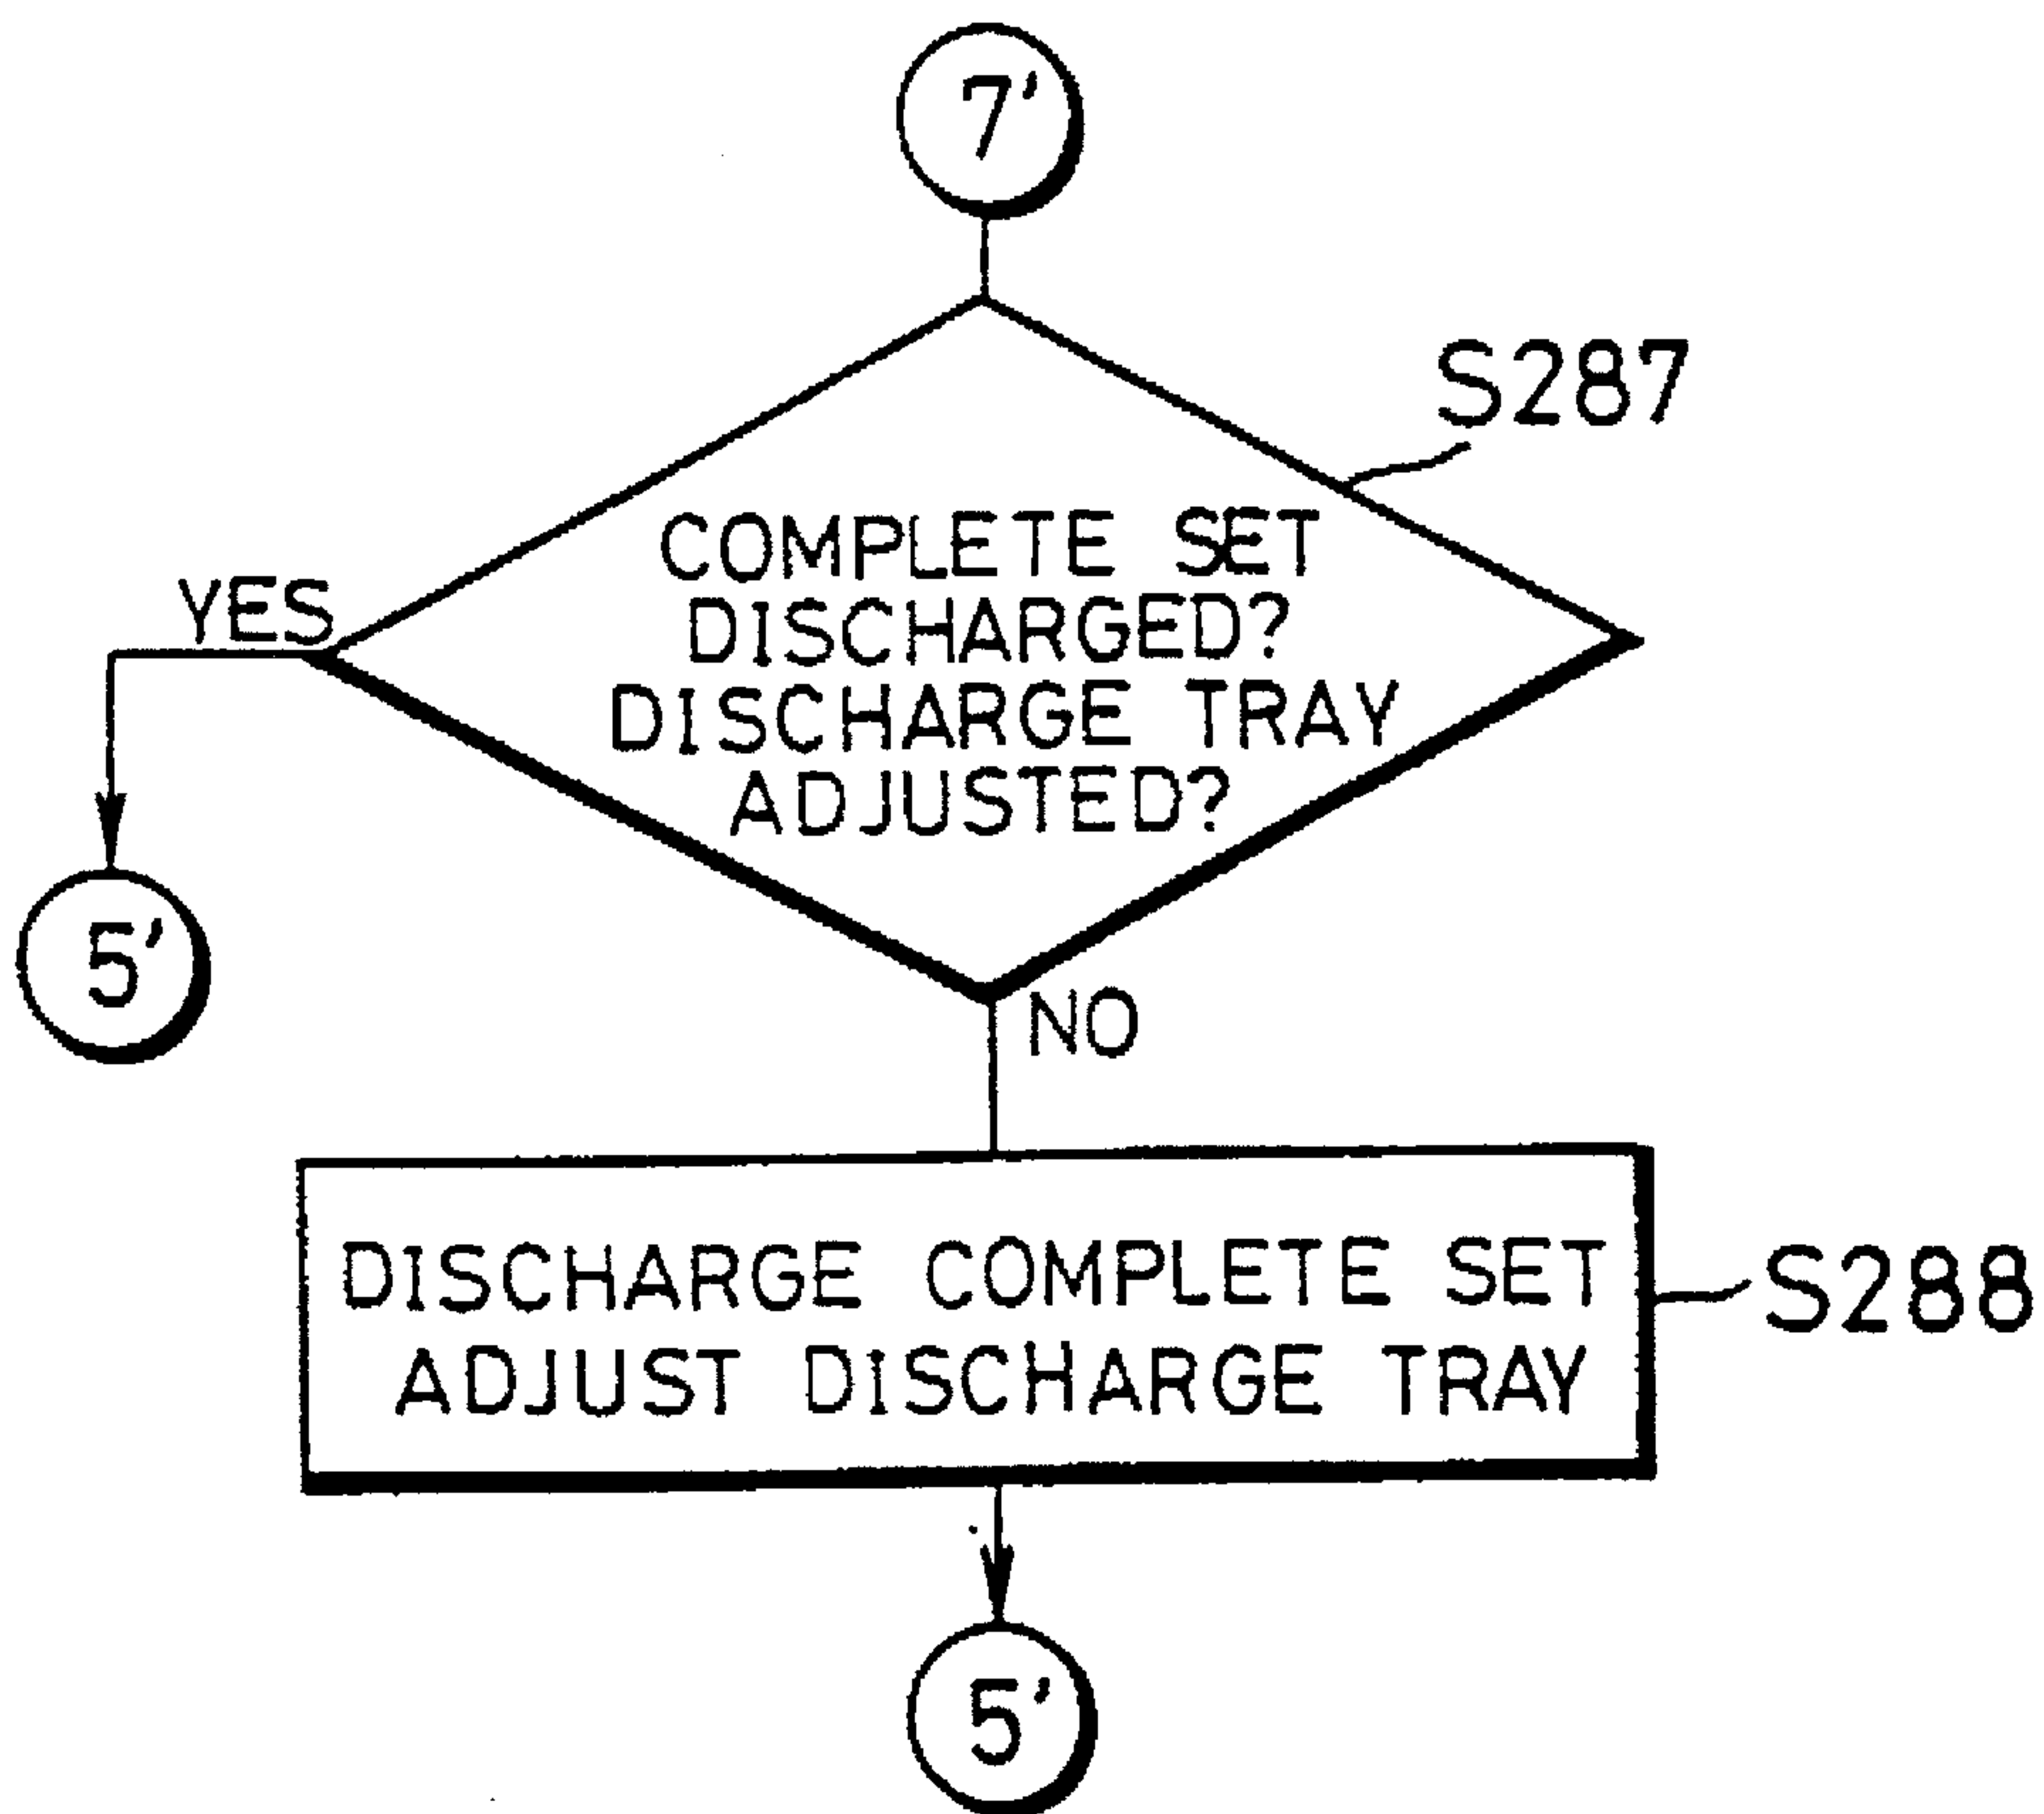 7'
S287
COMPLETE SET
DISCHARGED?
DISCHARGE TRAY
ADJUSTED?
YES
5'
NO
DISCHARGE COMPLETE SET
ADJUST DISCHARGE TRAY
S288
5'